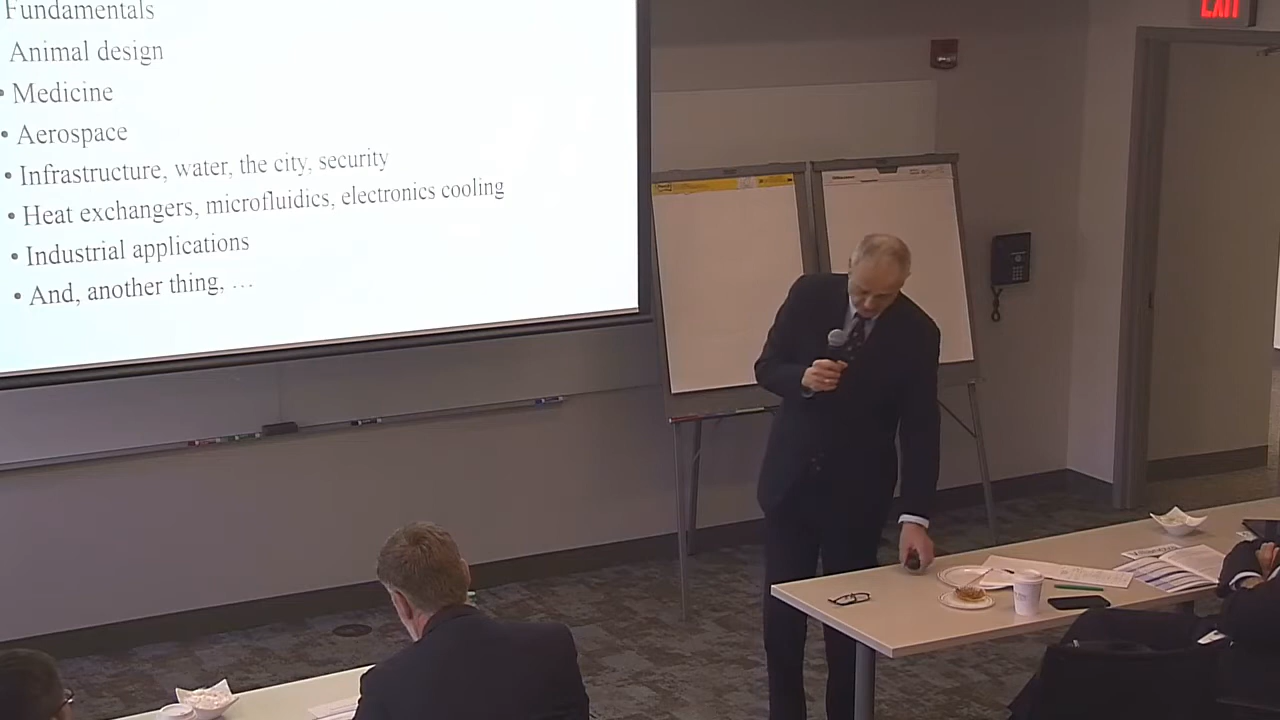 Fundamentals
Animal design
• Medicine
• Aerospace
• Infrastructure, water, the city, security
• Heat exchangers, microfluidics, electronics cooling
• Industrial applications
• And, another thing, …
EXIT